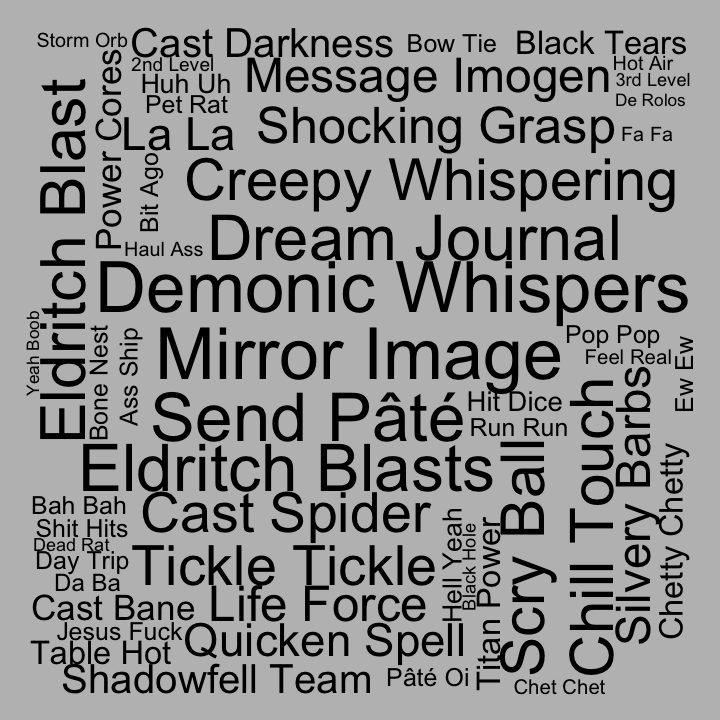 Storm Orb
Cast Darkness
Bow Tie
Black Tears
2nd Level
Message Imogen
Hot Air
Huh Uh
3rd Level
Pet Rat
De Rolos
La La
Shocking Grasp
Fa Fa
Power Cores
Eldritch Blast
Bit Ago
Creepy Whispering
Haul Ass
Dream Journal
Demonic Whispers
Yeah Boob
Bone Nest
Ass Ship
Mirror Image
Pop Pop
Feel Real
Ew Ew
Send Pâté
Hit Dice
Run Run
Eldritch Blasts
Scry Ball
Chill Touch
Silvery Barbs
Chetty Chetty
Bah Bah
Cast Spider
Shit Hits
Dead Rat
Day Trip
Tickle Tickle
Hell Yeah
Black Hole
Titan Power
Da Ba
Cast Bane
Life Force
Jesus Fuck
Quicken Spell
Table Hot
Shadowfell Team
Pâté Oi
Chet Chet